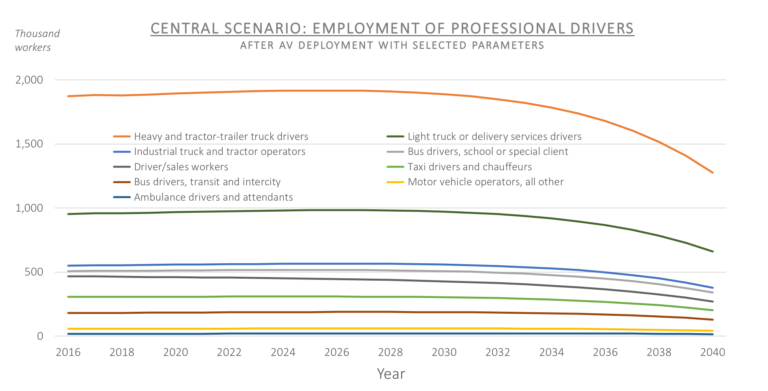 Thousand
workers
CENTRAL SCENARIO: EMPLOYMENT OF PROFESSIONAL DRIVERS
AFTER AV DEPLOYMENT WITH SELECTED PARAMETERS
2,000
1,500
1,000
500
0
Heavy and tractor-trailer truck drivers
Light truck or delivery services drivers
Industrial truck and tractor operators
Bus drivers, school or special client
Driver/sales workers
Taxi drivers and chauffeurs
Bus drivers, transit and intercity
Motor vehicle operators, all other
Ambulance drivers and attendants
2016 2018 2020 2022 2024 2026 2028 2030 2032 2034 2036 2038 2040
Year